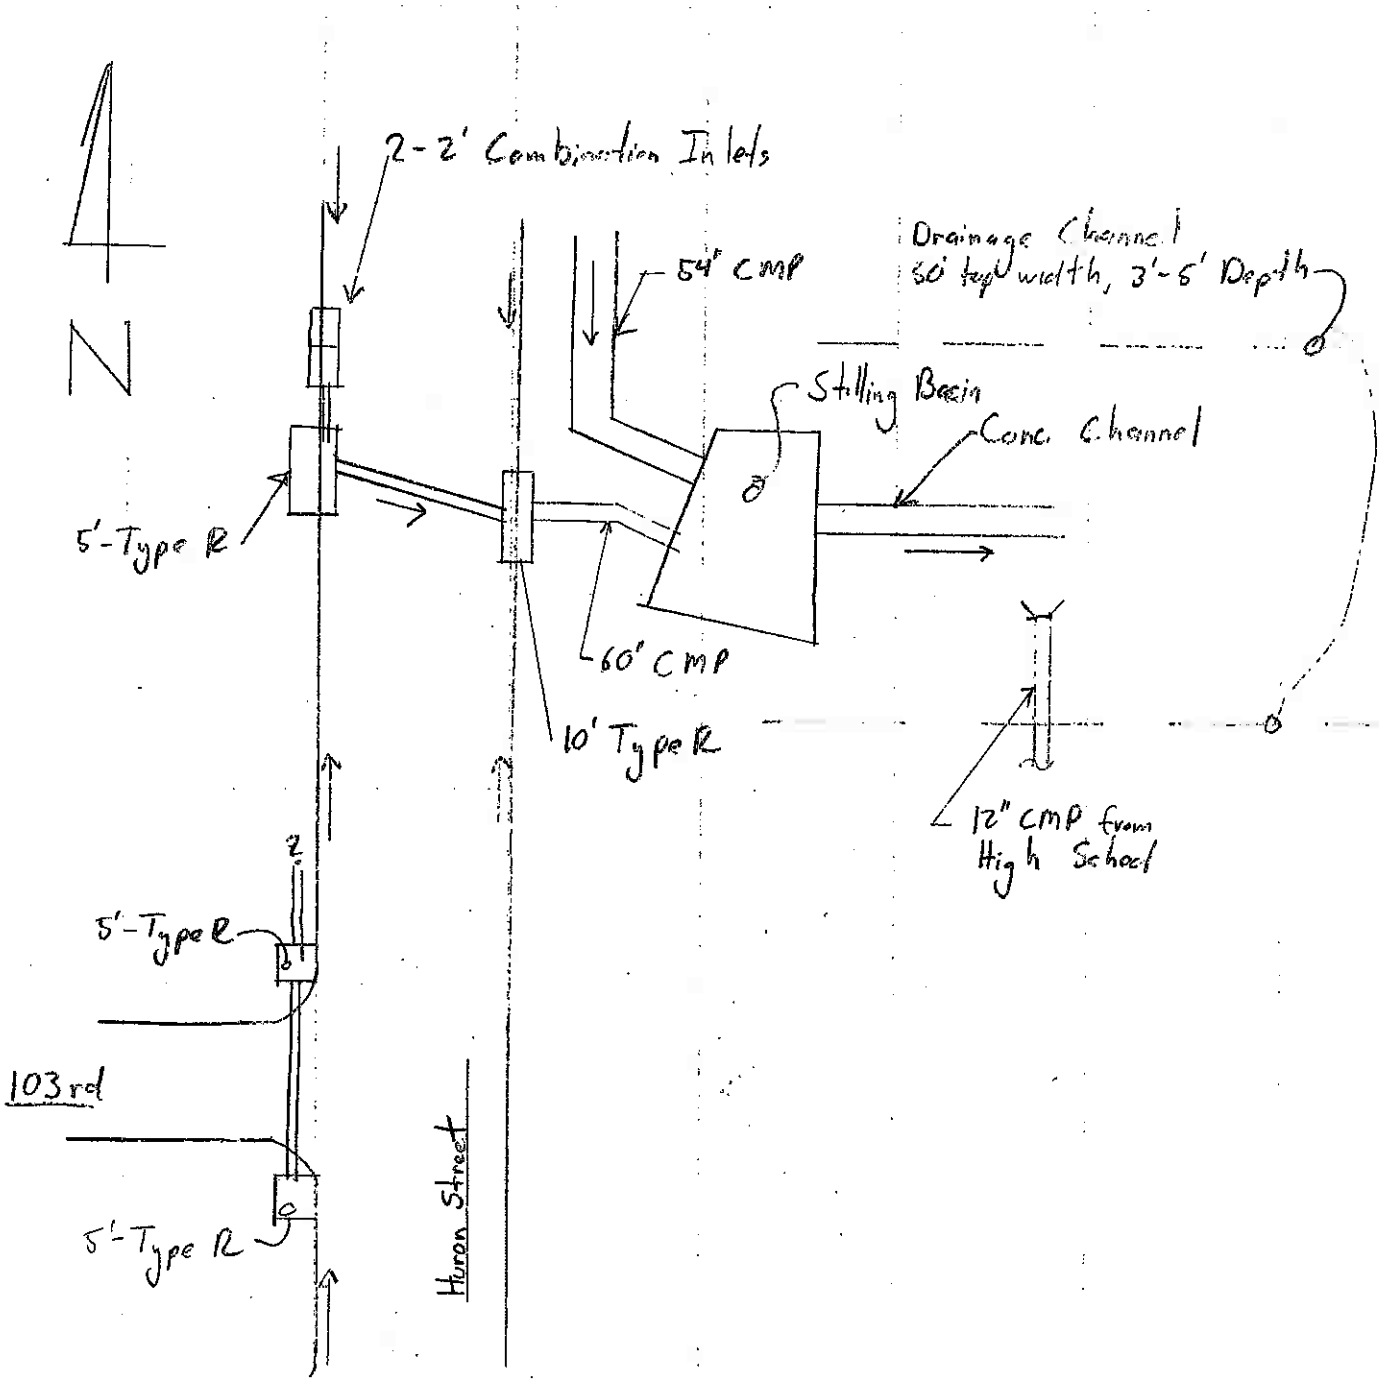 2-2' Combination Inlets
N
54" CMP
Drainage Channel
50' top width, 3'-5' Depth
Stilling Basin
Conc. Channel
5'-Type R
60" CMP
10' Type R
12" CMP from
High School
?
5'-Type R
103rd
Huron Street
5'-Type R